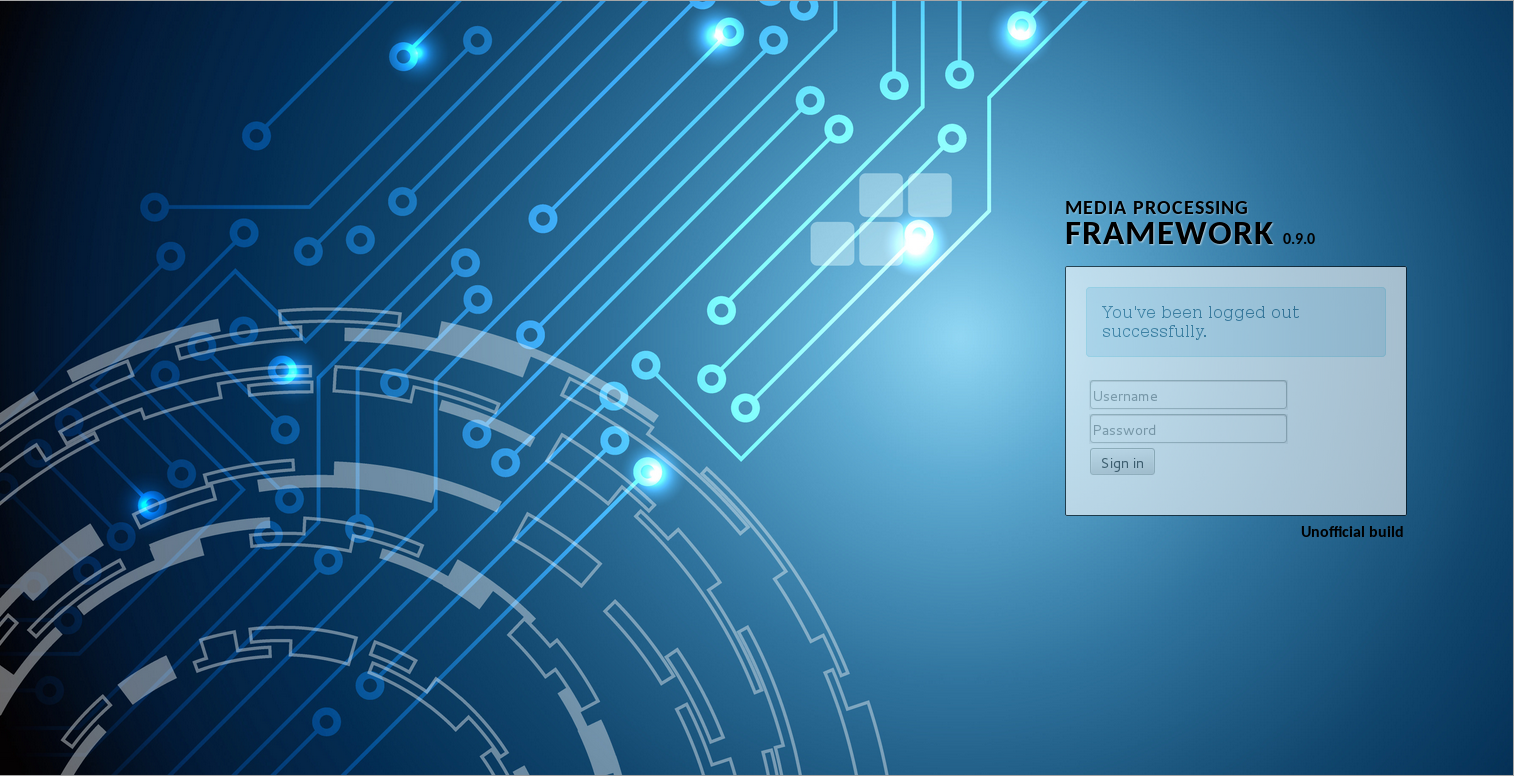 MEDIA PROCESSING
FRAMEWORK 0.9.0
You've been logged out
successfully.
Username
Password
Sign in
Unofficial build